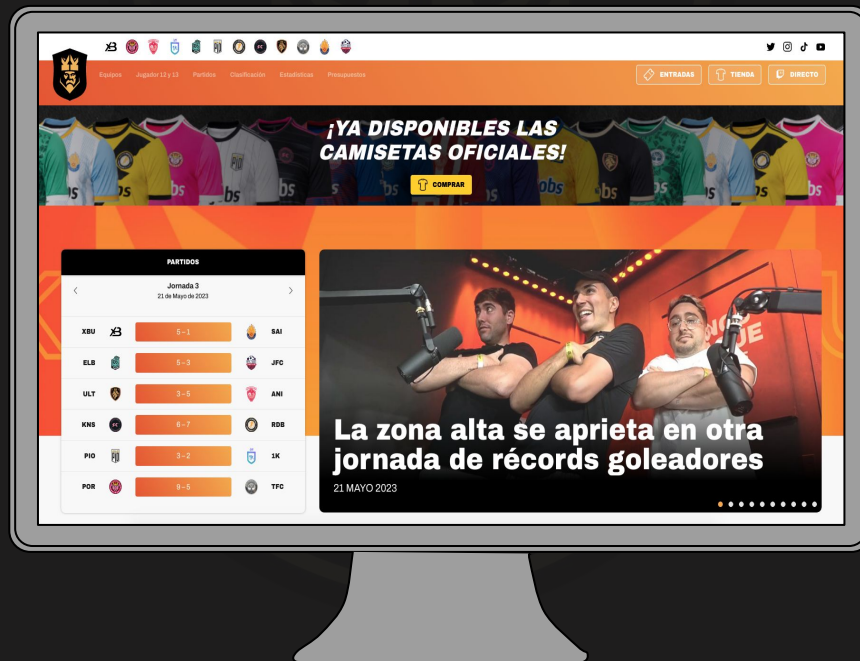 Equipos Jugador 12 y 13 Partidos Clasificación Estadísticas Presupuestos
ENTRADAS TIENDA DIRECTO
¡YA DISPONIBLES LAS
CAMISETAS OFICIALES!
COMPRAR
PARTIDOS
Jornada 3
21 de Mayo de 2023
XBU 5 – 1 SAI
ELB 5 – 3 JFC
ULT 3 – 5 ANI
KNS 6 – 7 RDB
PIO 3 – 2 1K
POR 9 – 5 TFC
La zona alta se aprieta en otra
jornada de récords goleadores
21 MAYO 2023